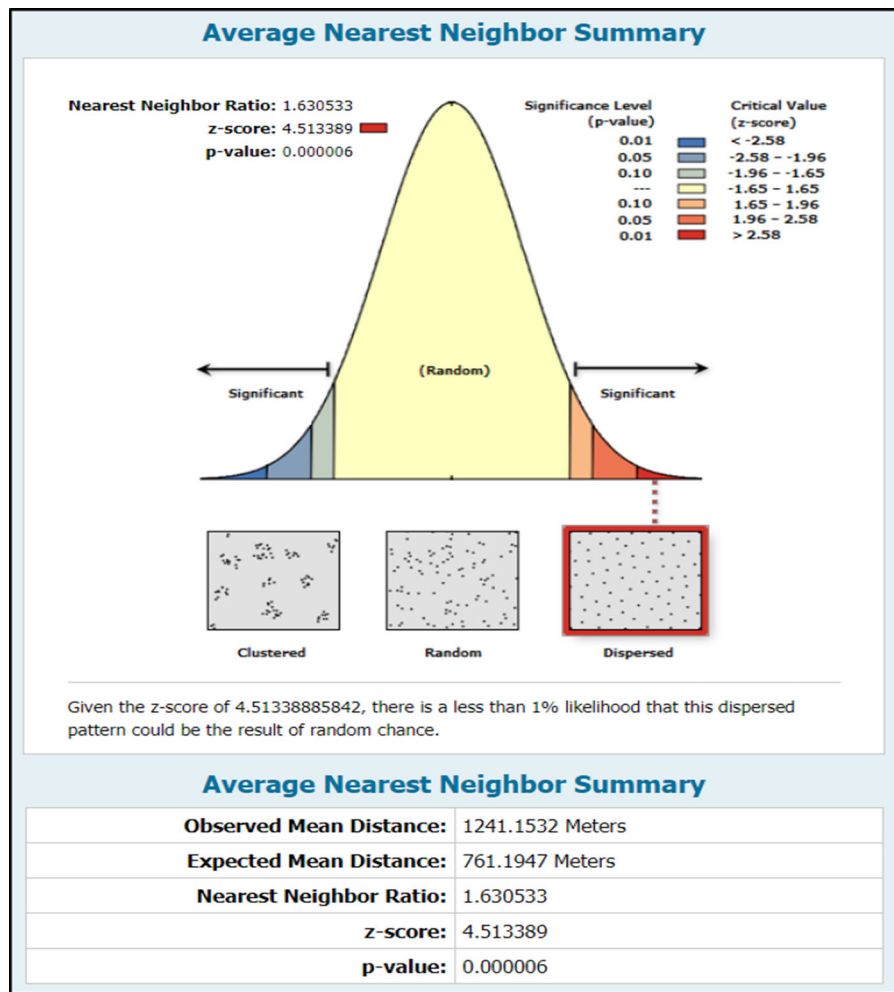 Average Nearest Neighbor Summary
Nearest Neighbor Ratio: 1.630533
z-score: 4.513389
p-value: 0.000006
Significance Level
(p-value)
Critical Value
(z-score)
0.01 < -2.58
0.05 -2.58 – -1.96
0.10 -1.96 – -1.65
--- -1.65 – 1.65
0.10 1.65 – 1.96
0.05 1.96 – 2.58
0.01 > 2.58
(Random)
Significant
Significant
Clustered
Random
Dispersed
Given the z-score of 4.51338885842, there is a less than 1% likelihood that this dispersed
pattern could be the result of random chance.
Average Nearest Neighbor Summary
Observed Mean Distance: 1241.1532 Meters
Expected Mean Distance: 761.1947 Meters
Nearest Neighbor Ratio: 1.630533
z-score: 4.513389
p-value: 0.000006